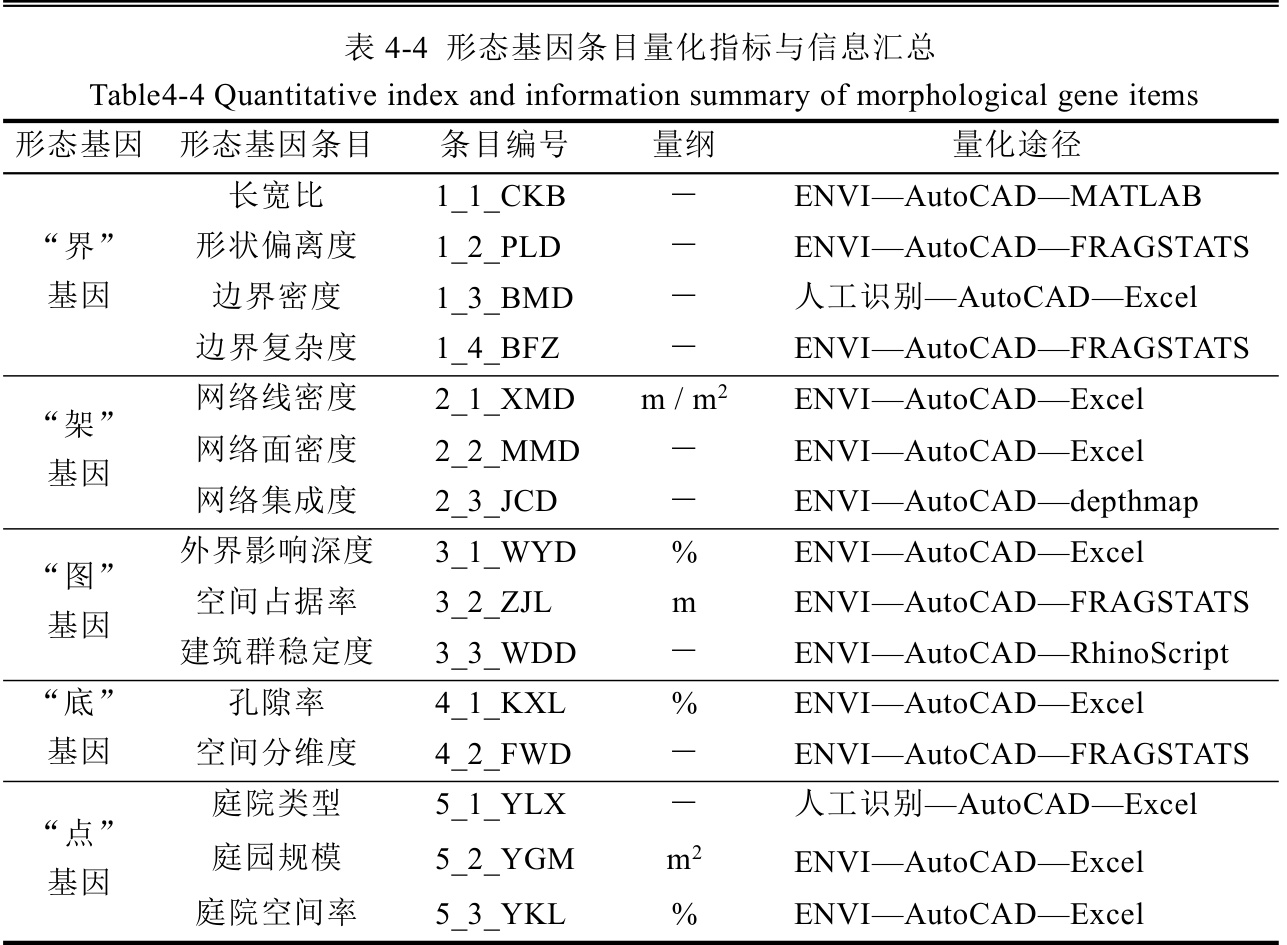 表 4-4 形态基因条目量化指标与信息汇总
Table4-4 Quantitative index and information summary of morphological gene items
形态基因 形态基因条目 条目编号 量纲 量化途径
“界”基因
长宽比 1_1_CKB — ENVI—AutoCAD—MATLAB
形状偏离度 1_2_PLD — ENVI—AutoCAD—FRAGSTATS
边界密度 1_3_BMD — 人工识别—AutoCAD—Excel
边界复杂度 1_4_BFZ — ENVI—AutoCAD—FRAGSTATS
“架”基因
网络线密度 2_1_XMD m / m² ENVI—AutoCAD—Excel
网络面密度 2_2_MMD — ENVI—AutoCAD—Excel
网络集成度 2_3_JCD — ENVI—AutoCAD—depthmap
“图”基因
外界影响深度 3_1_WYD % ENVI—AutoCAD—Excel
空间占据率 3_2_ZJL m ENVI—AutoCAD—FRAGSTATS
建筑群稳定度 3_3_WDD — ENVI—AutoCAD—RhinoScript
“底”基因
孔隙率 4_1_KXL % ENVI—AutoCAD—Excel
空间分维度 4_2_FWD — ENVI—AutoCAD—FRAGSTATS
“点”基因
庭院类型 5_1_YLX — 人工识别—AutoCAD—Excel
庭园规模 5_2_YGM m² ENVI—AutoCAD—Excel
庭院空间率 5_3_YKL % ENVI—AutoCAD—Excel